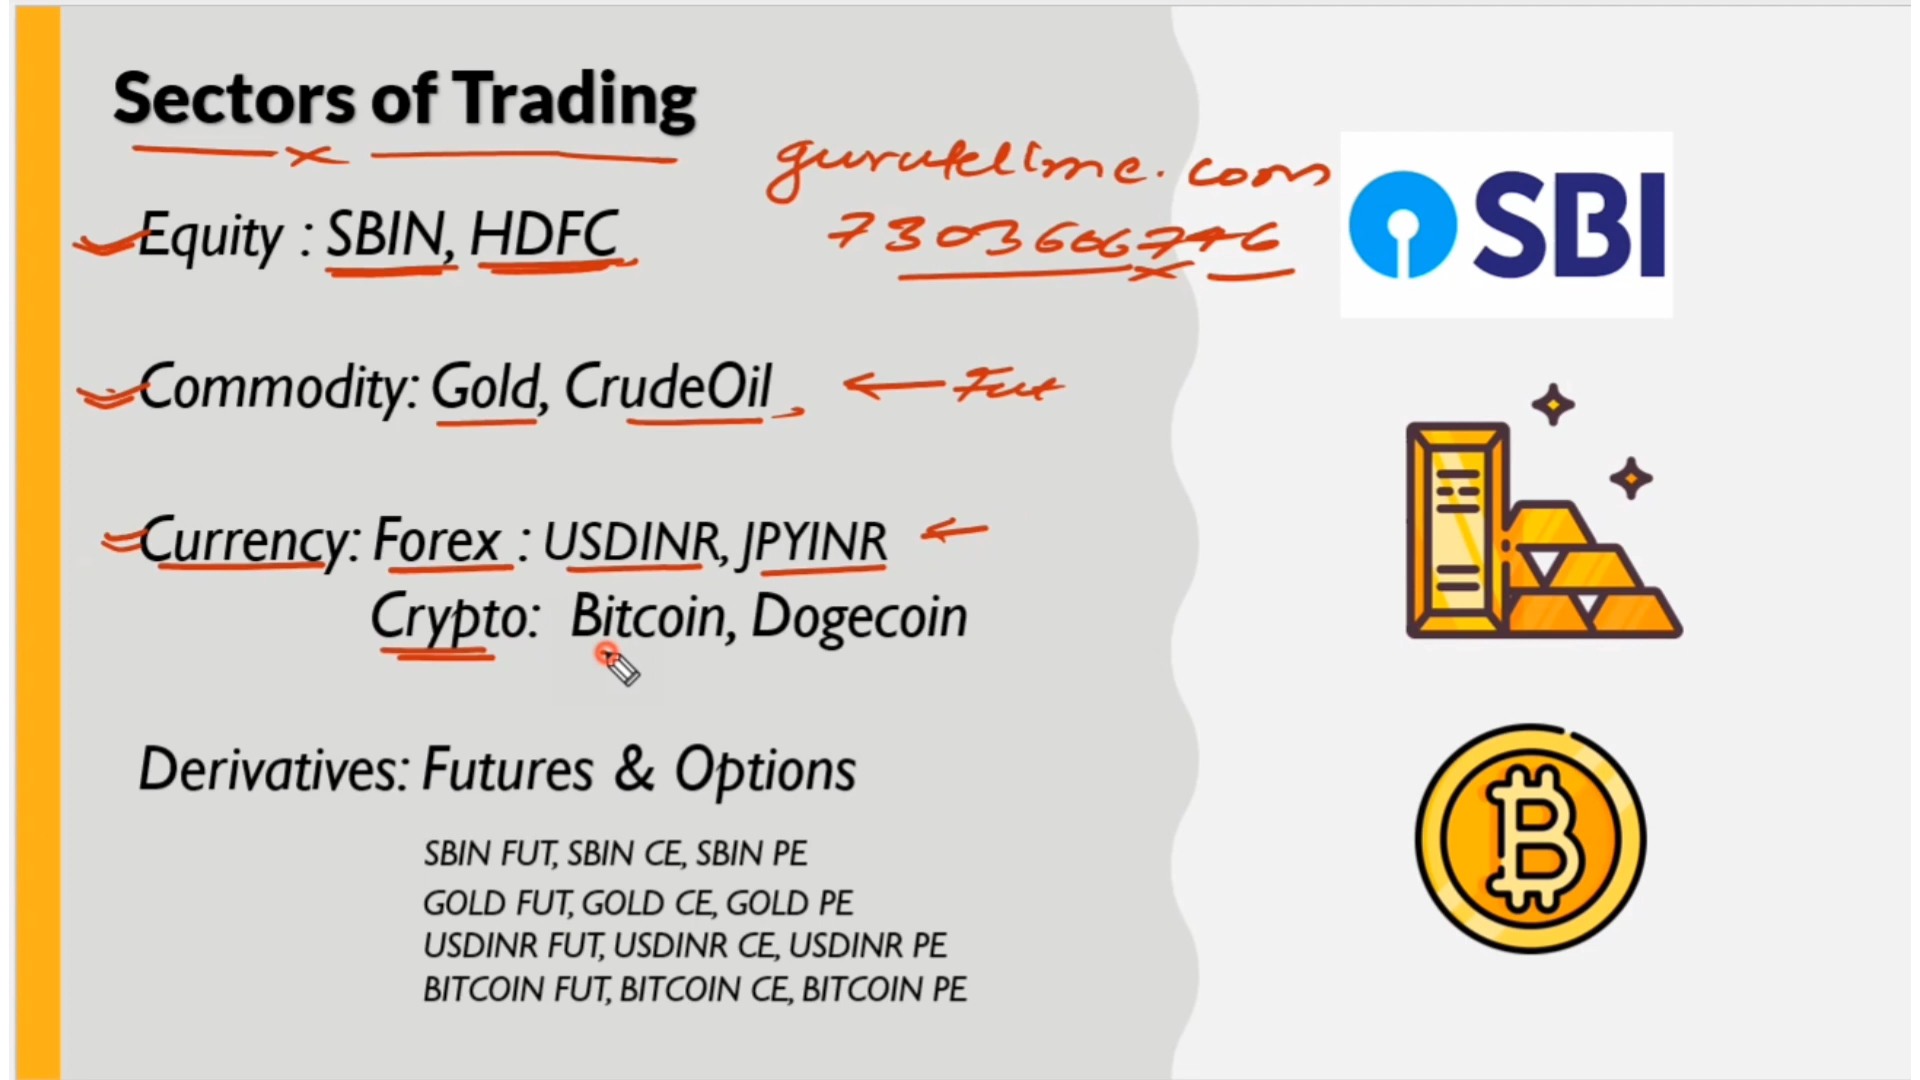 Sectors of Trading
gurukelime.com
7303666746
Equity : SBIN, HDFC
SBI
Commodity: Gold, CrudeOil ← Fut
Currency: Forex : USDINR, JPYINR ←
Crypto: Bitcoin, Dogecoin
Derivatives: Futures & Options
SBIN FUT, SBIN CE, SBIN PE
GOLD FUT, GOLD CE, GOLD PE
USDINR FUT, USDINR CE, USDINR PE
BITCOIN FUT, BITCOIN CE, BITCOIN PE